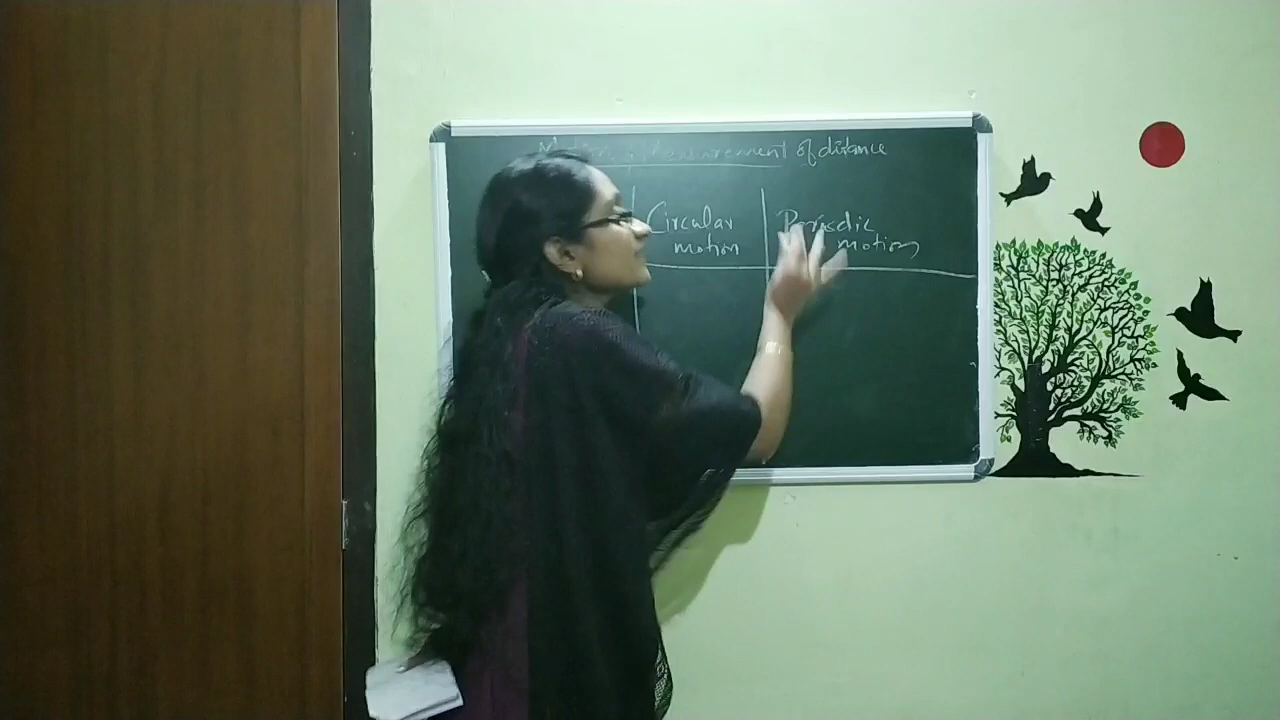 Measurement of distance
Circular
motion
Periodic
motion